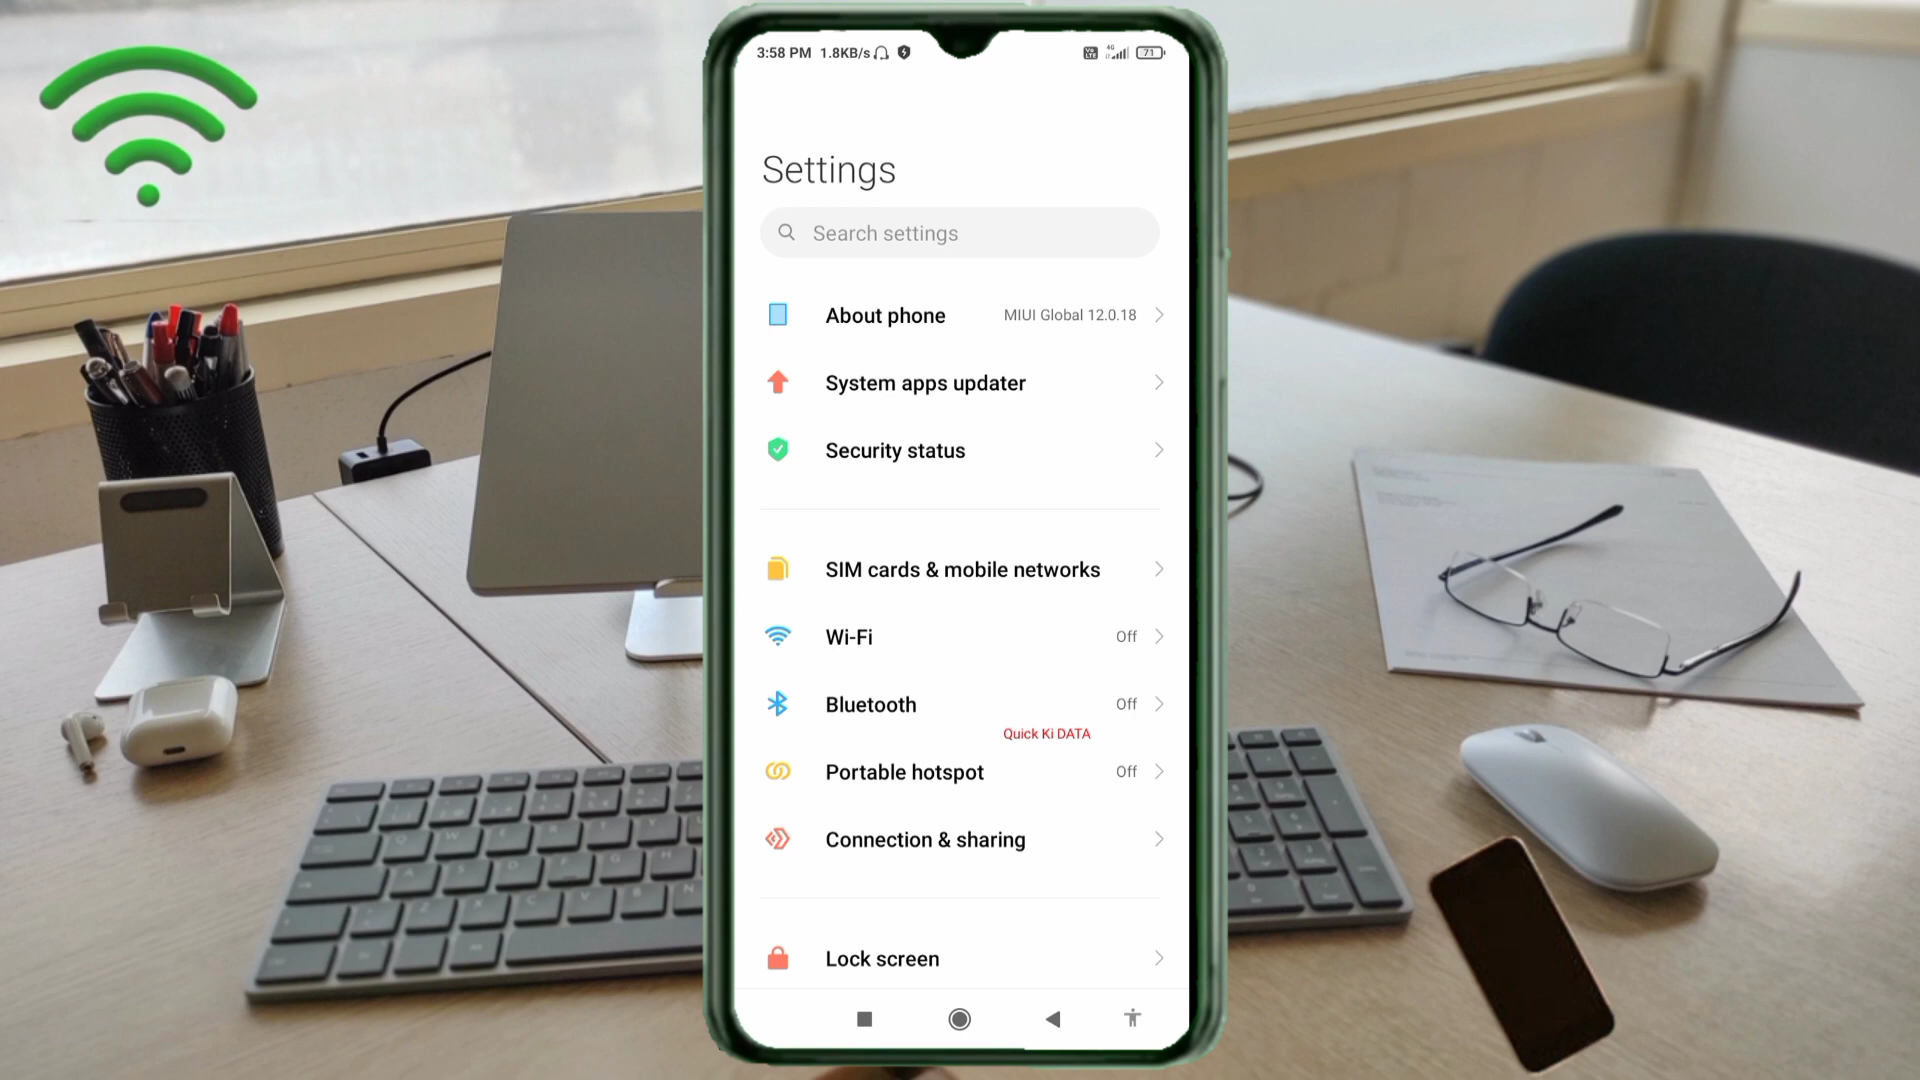 3:58 PM 1.8KB/s
4G 71
Settings
Search settings
About phone MIUI Global 12.0.18
System apps updater
Security status
SIM cards & mobile networks
Wi-Fi Off
Bluetooth Off
Quick Ki DATA
Portable hotspot Off
Connection & sharing
Lock screen